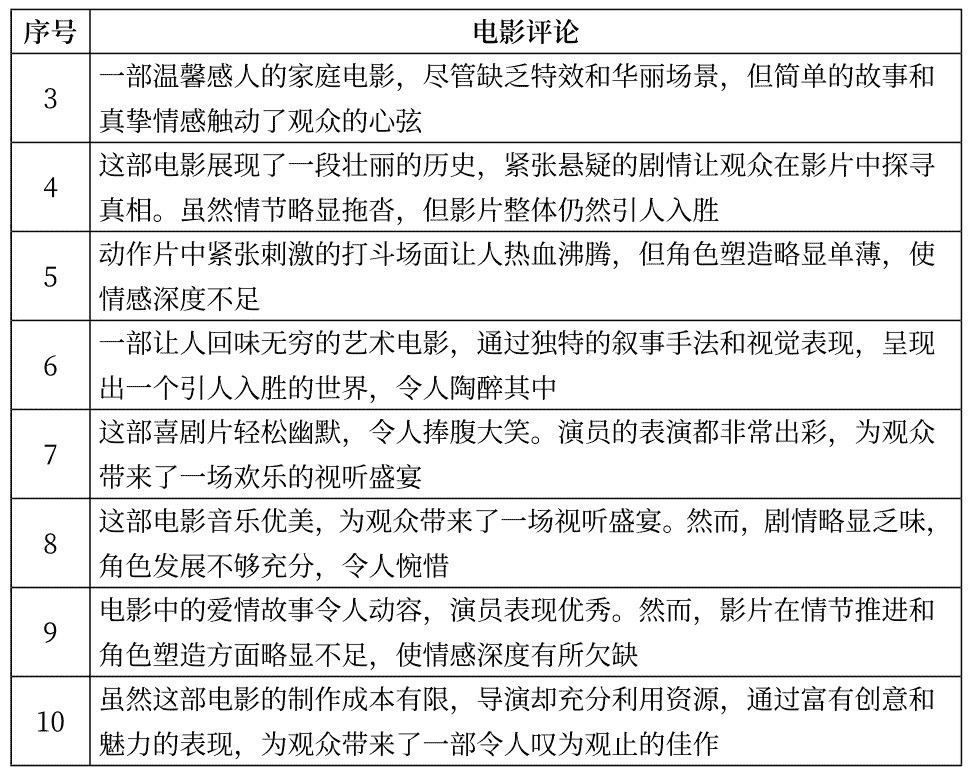 序号 电影评论
3 一部温馨感人的家庭电影，尽管缺乏特效和华丽场景，但简单的故事和
真挚情感触动了观众的心弦
4 这部电影展现了一段壮丽的历史，紧张悬疑的剧情让观众在影片中探寻
真相。虽然情节略显拖沓，但影片整体仍然引人入胜
5 动作片中紧张刺激的打斗场面让人热血沸腾，但角色塑造略显单薄，使
情感深度不足
6 一部让人回味无穷的艺术电影，通过独特的叙事手法和视觉表现，呈现
出一个引人入胜的世界，令人陶醉其中
7 这部喜剧片轻松幽默，令人捧腹大笑。演员的表演都非常出彩，为观众
带来了一场欢乐的视听盛宴
8 这部电影音乐优美，为观众带来了一场视听盛宴。然而，剧情略显乏味，
角色发展不够充分，令人惋惜
9 电影中的爱情故事令人动容，演员表现优秀。然而，影片在情节推进和
角色塑造方面略显不足，使情感深度有所欠缺
10 虽然这部电影的制作成本有限，导演却充分利用资源，通过富有创意和
魅力的表现，为观众带来了一部令人叹为观止的佳作